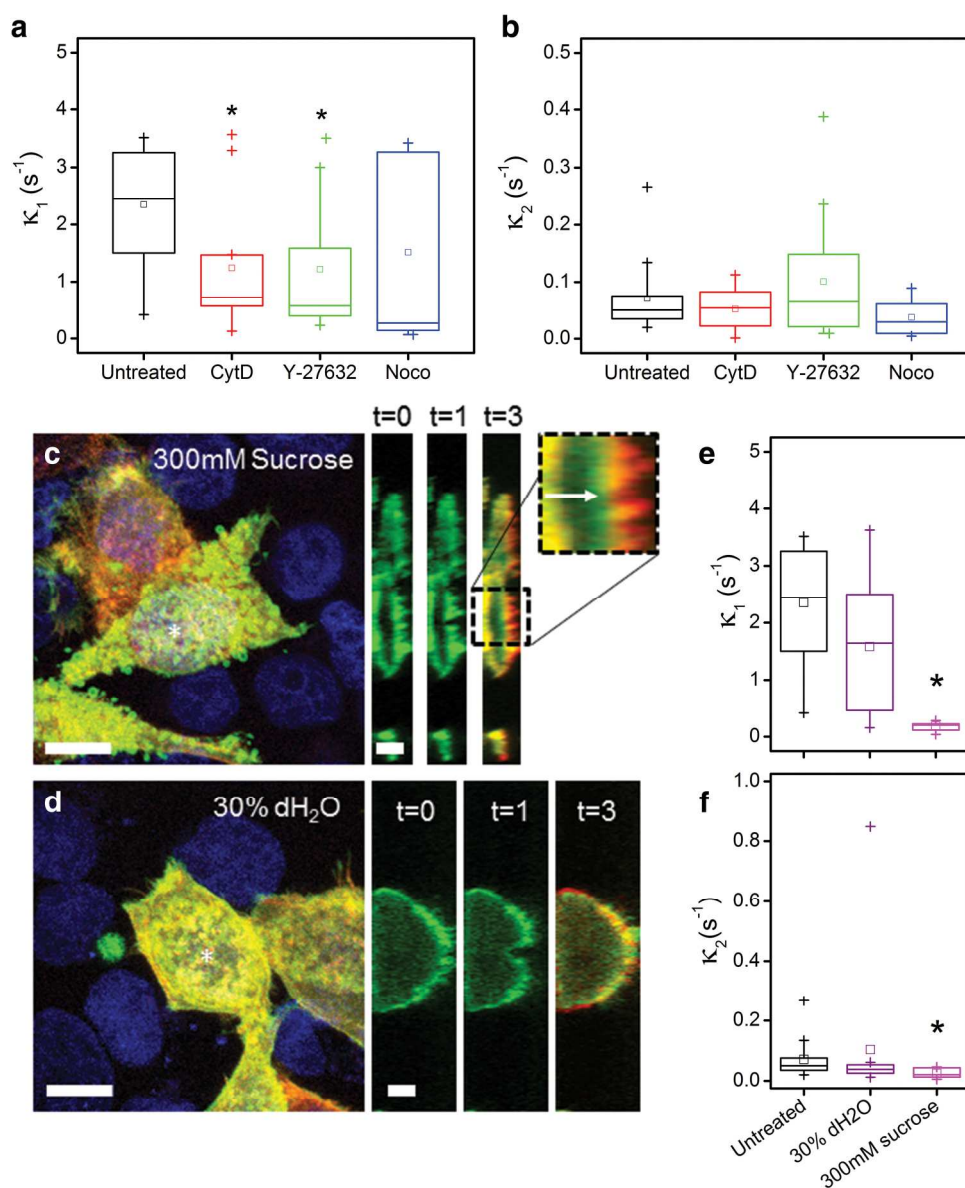 a
5
4
3
2
1
0
κ1 (s-1)
*
*
Untreated
CytD
Y-27632
Noco
b
0.5
0.4
0.3
0.2
0.1
0.0
κ2 (s-1)
Untreated
CytD
Y-27632
Noco
c
300mM Sucrose
*
t=0
t=1
t=3
d
30% dH2O
*
t=0
t=1
t=3
e
5
4
3
2
1
0
κ1 (s-1)
*
f
1.0
0.8
0.6
0.4
0.2
0.0
κ2(s-1)
*
Untreated
30% dH2O
300mM sucrose